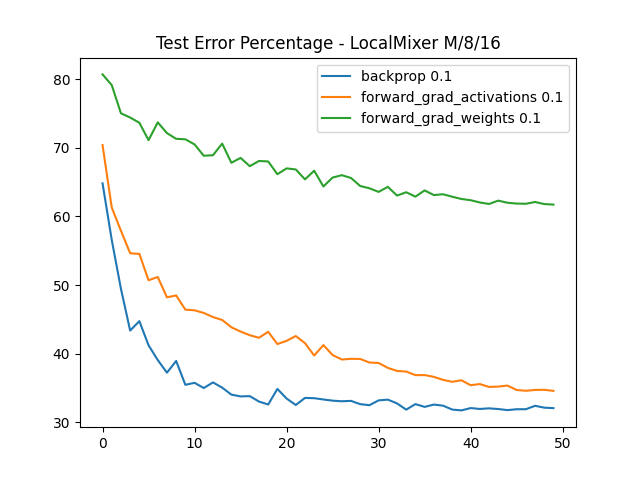 Test Error Percentage - LocalMixer M/8/16
backprop 0.1
forward_grad_activations 0.1
forward_grad_weights 0.1
80
70
60
50
40
30
0 10 20 30 40 50